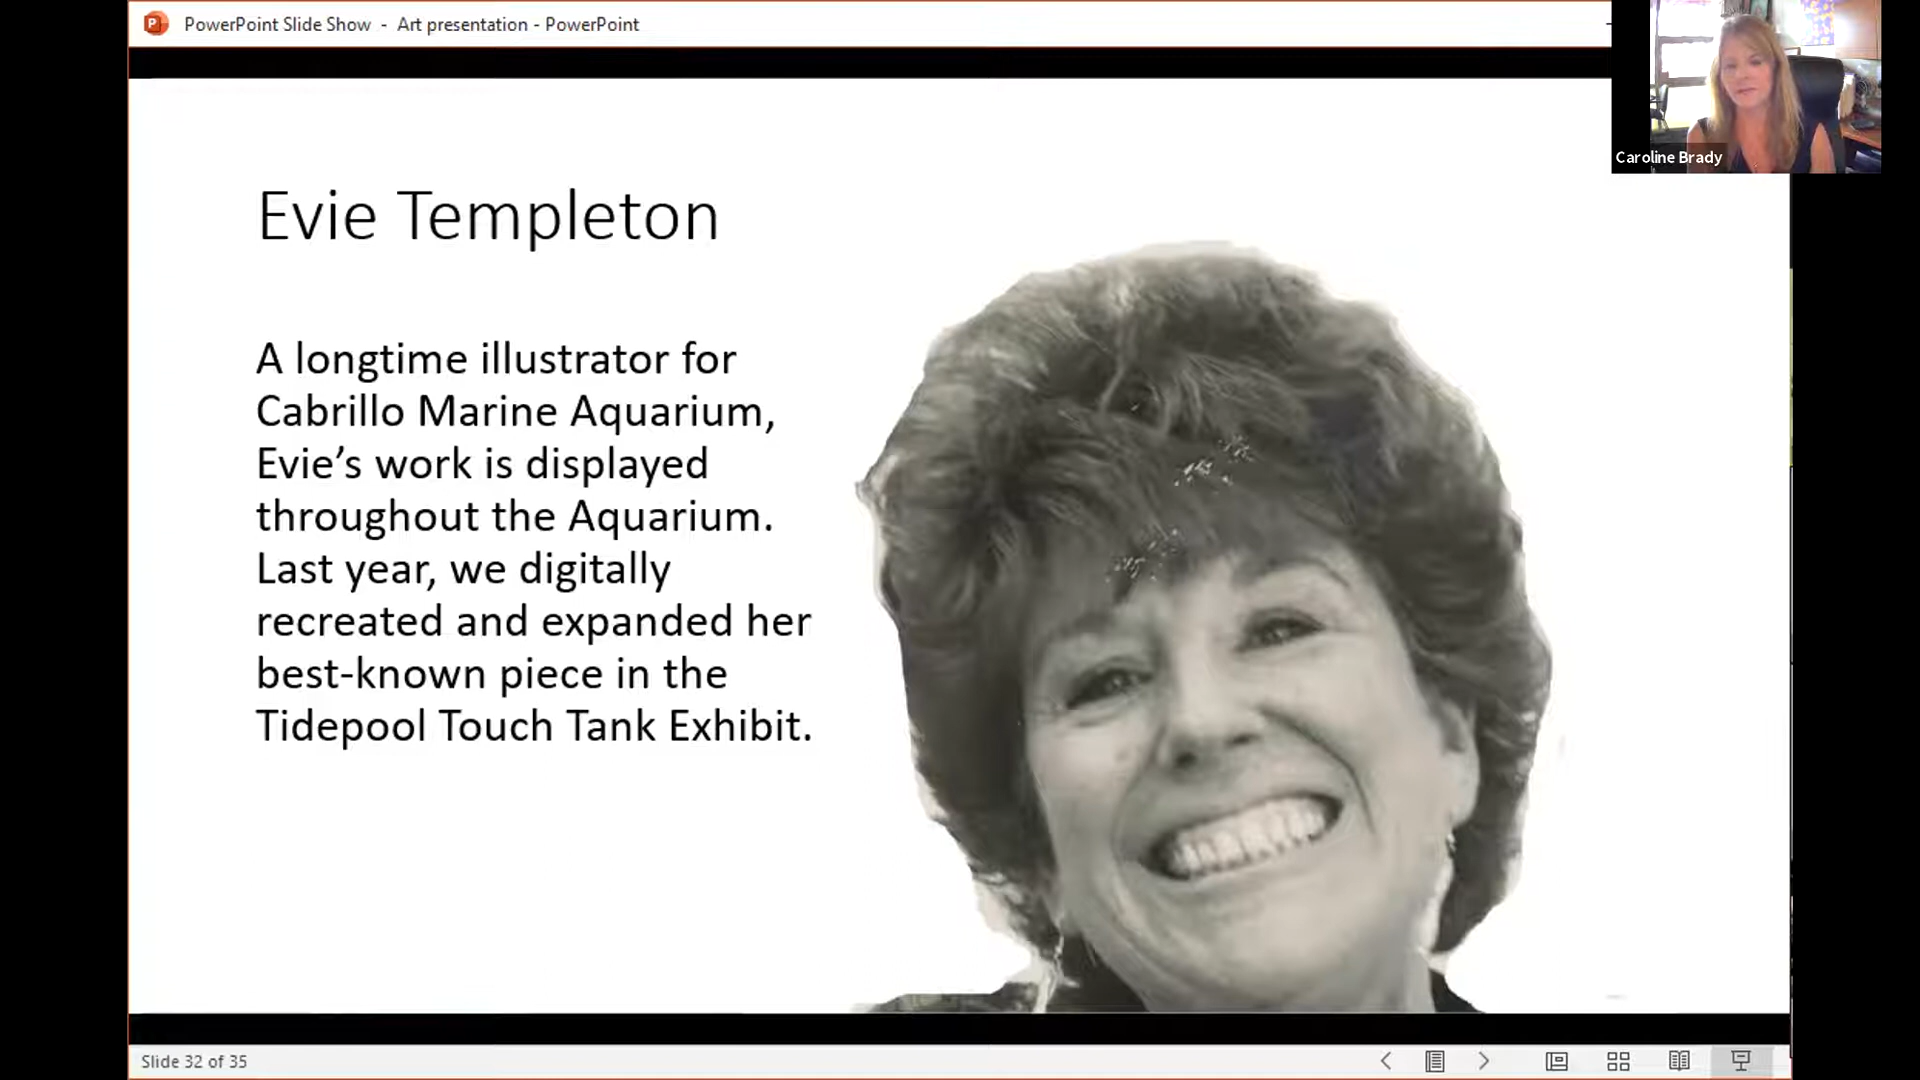 PowerPoint Slide Show - Art presentation - PowerPoint
Caroline Brady
Evie Templeton
A longtime illustrator for
Cabrillo Marine Aquarium,
Evie’s work is displayed
throughout the Aquarium.
Last year, we digitally
recreated and expanded her
best-known piece in the
Tidepool Touch Tank Exhibit.
Slide 32 of 35